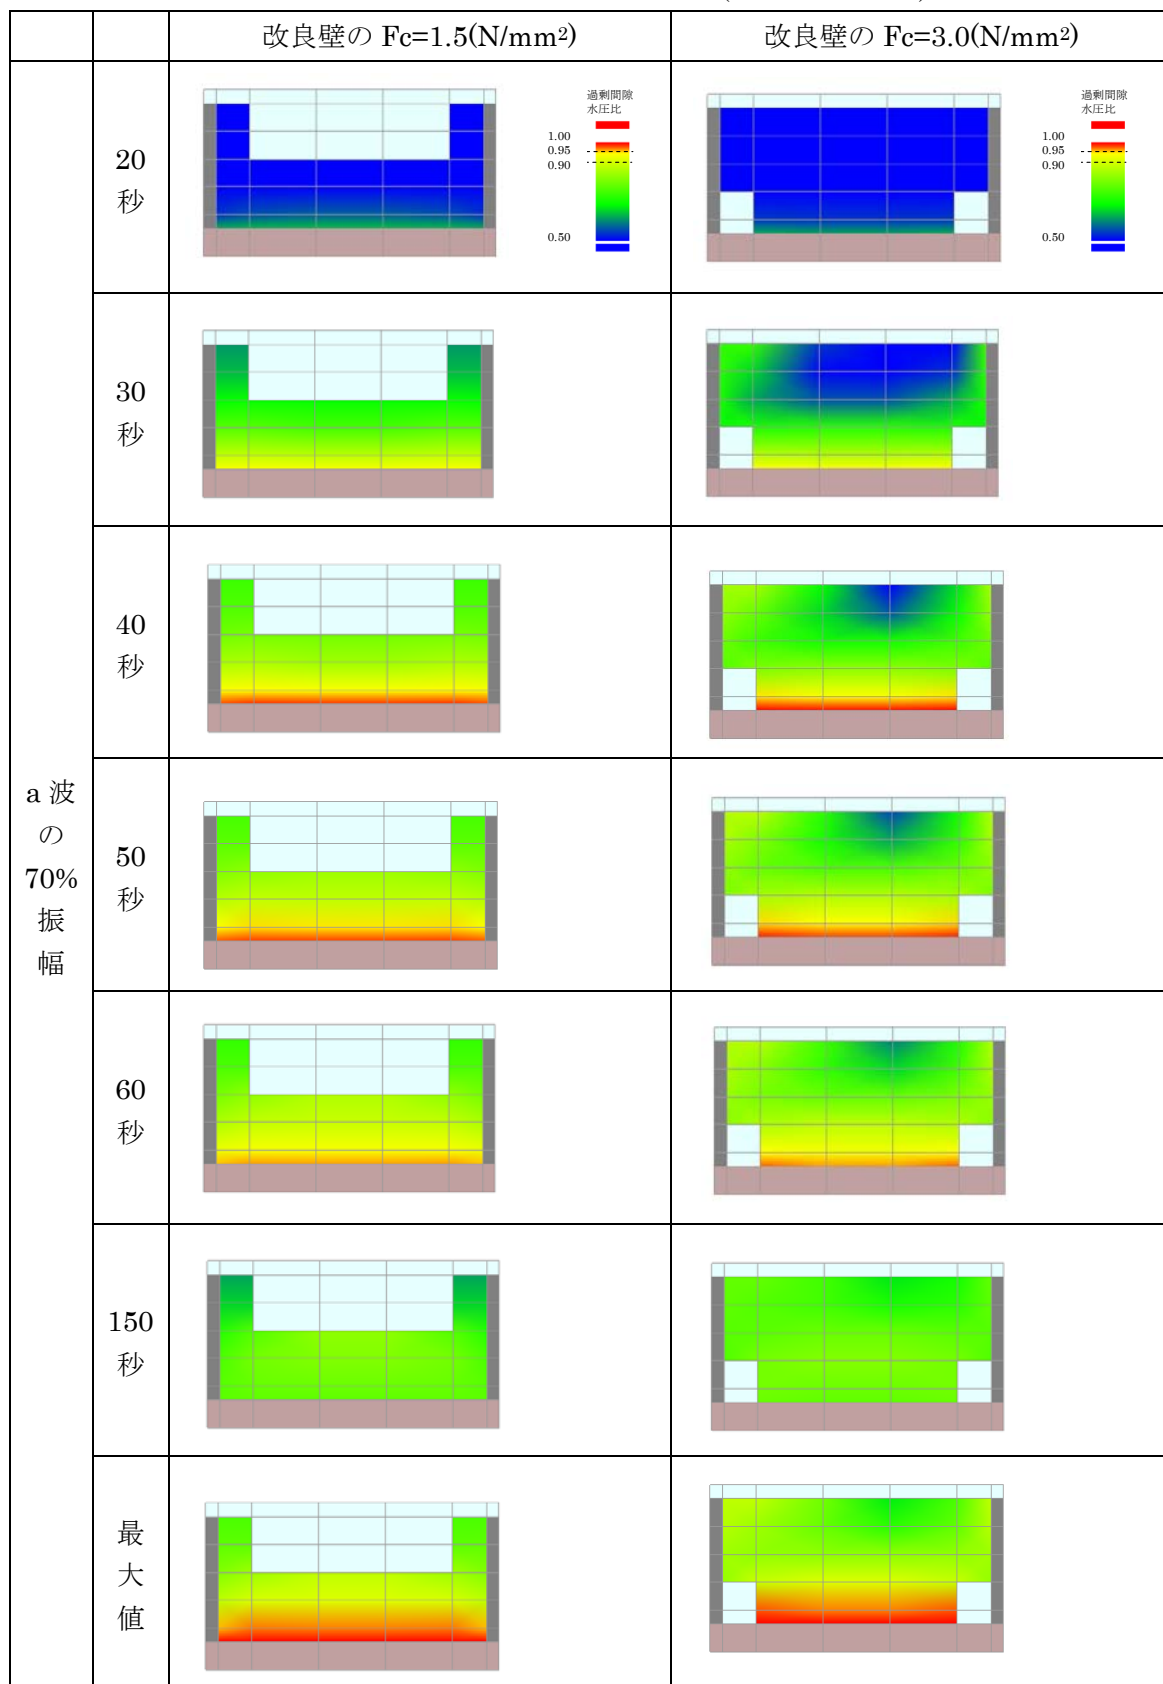 改良壁の Fc=1.5(N/mm²)
改良壁の Fc=3.0(N/mm²)
a 波
の
70%
振
幅
20
秒
過剰間隙
水圧比
1.00
0.95
0.90
0.50
過剰間隙
水圧比
1.00
0.95
0.90
0.50
30
秒
40
秒
50
秒
60
秒
150
秒
最
大
値